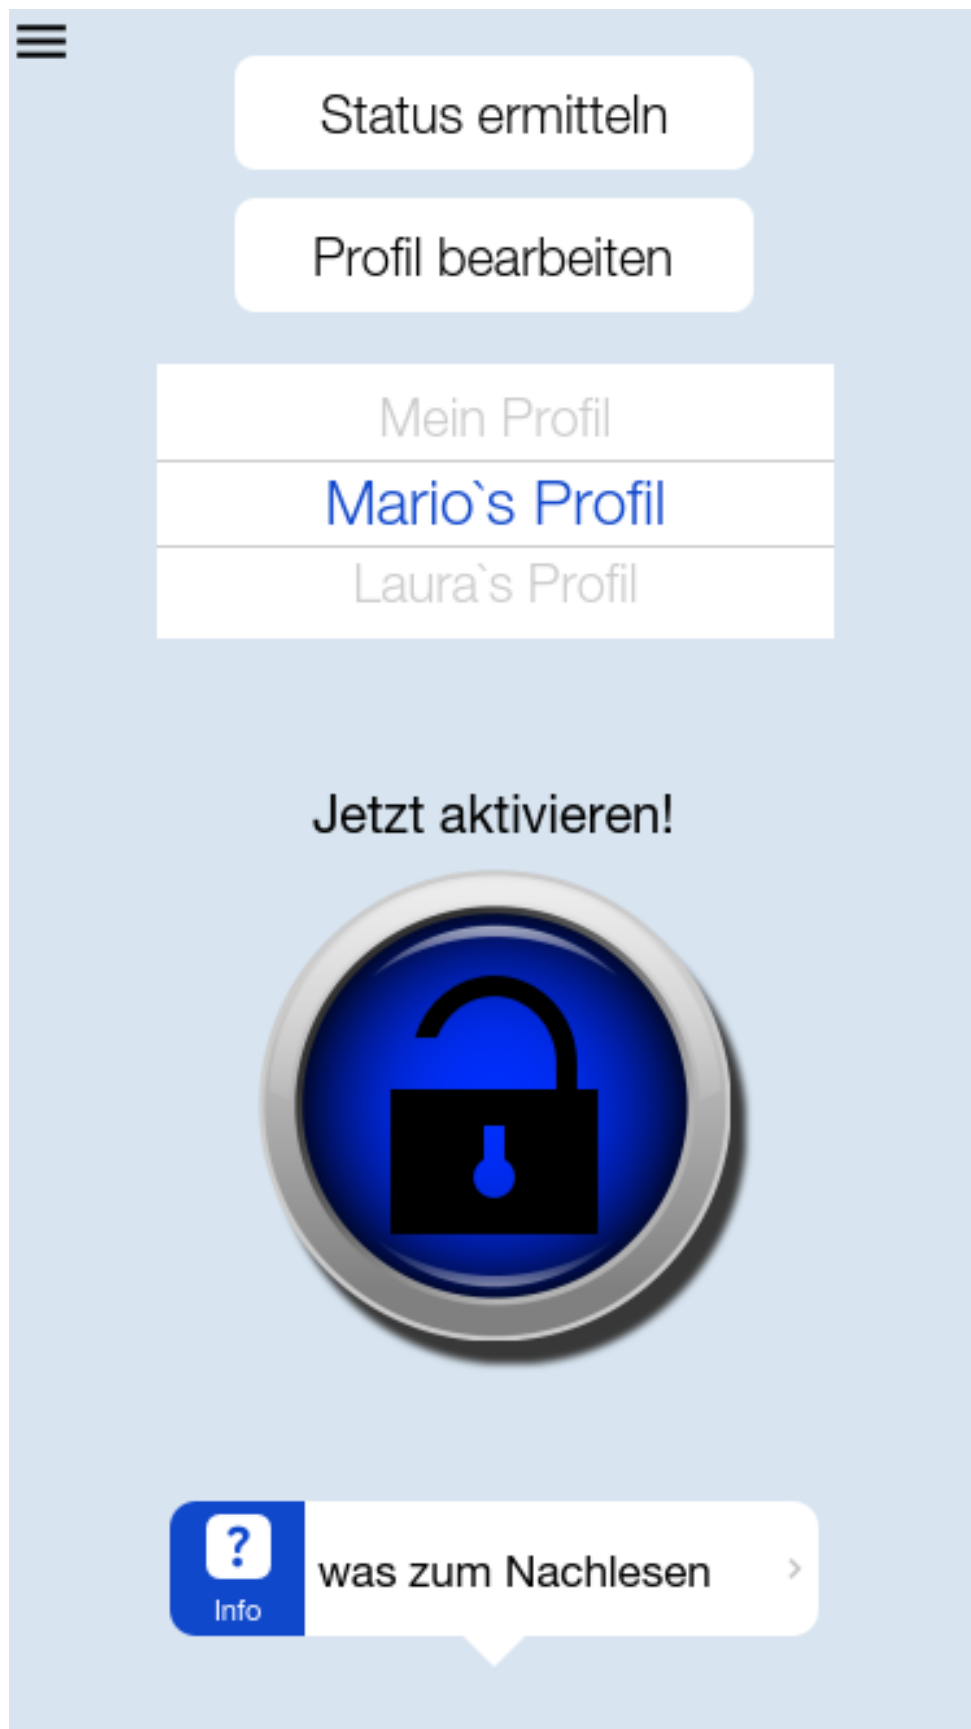 Status ermitteln
Profil bearbeiten
Mein Profil
Mario`s Profil
Laura`s Profil
Jetzt aktivieren!
?
Info
was zum Nachlesen